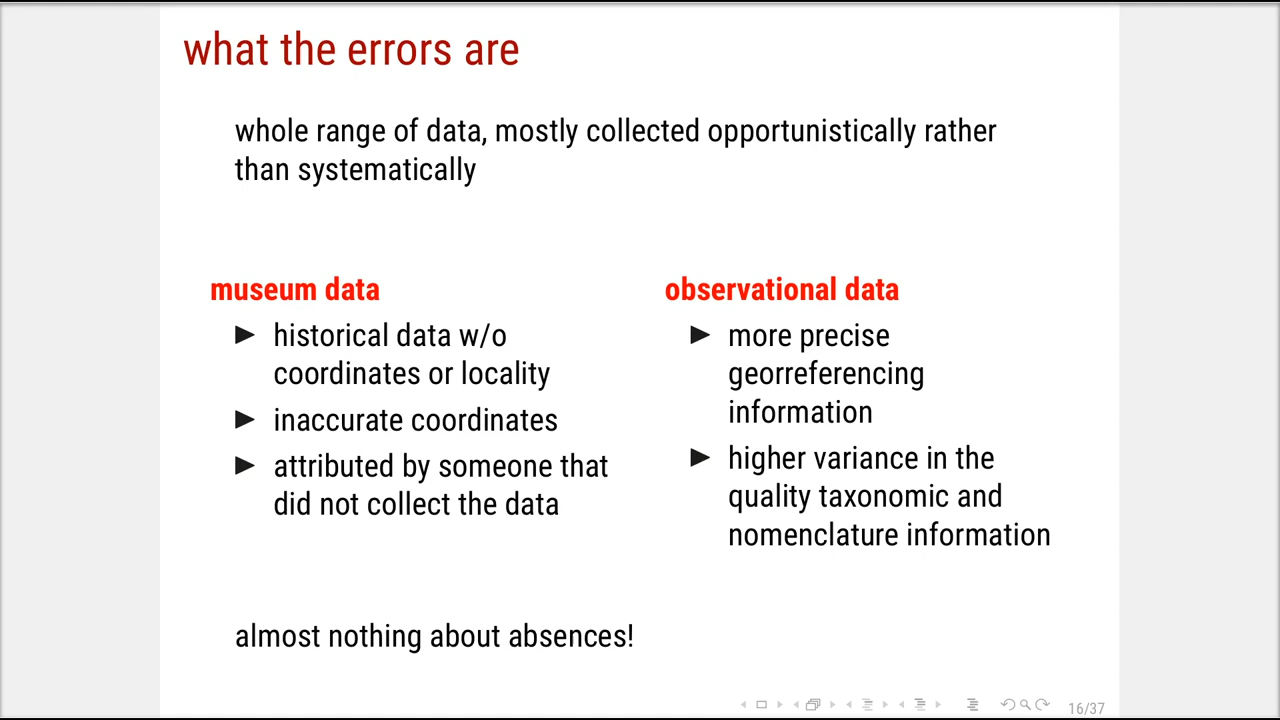 what the errors are
whole range of data, mostly collected opportunistically rather
than systematically
museum data
historical data w/o
coordinates or locality
inaccurate coordinates
attributed by someone that
did not collect the data
observational data
more precise
georreferencing
information
higher variance in the
quality taxonomic and
nomenclature information
almost nothing about absences!
16/37